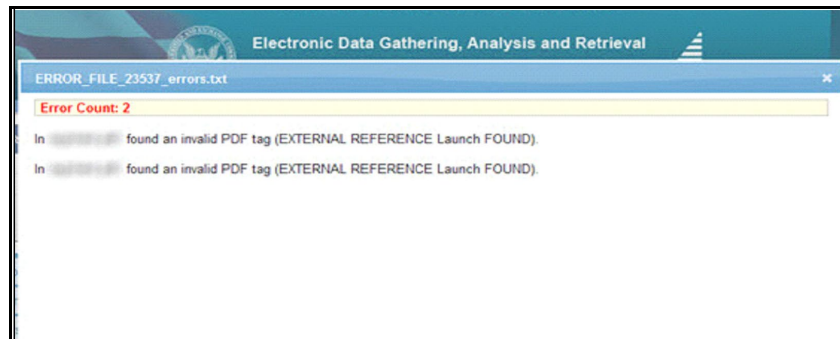 Electronic Data Gathering, Analysis and Retrieval
ERROR_FILE_23537_errors.txt
Error Count: 2
In found an invalid PDF tag (EXTERNAL REFERENCE Launch FOUND).
In found an invalid PDF tag (EXTERNAL REFERENCE Launch FOUND).